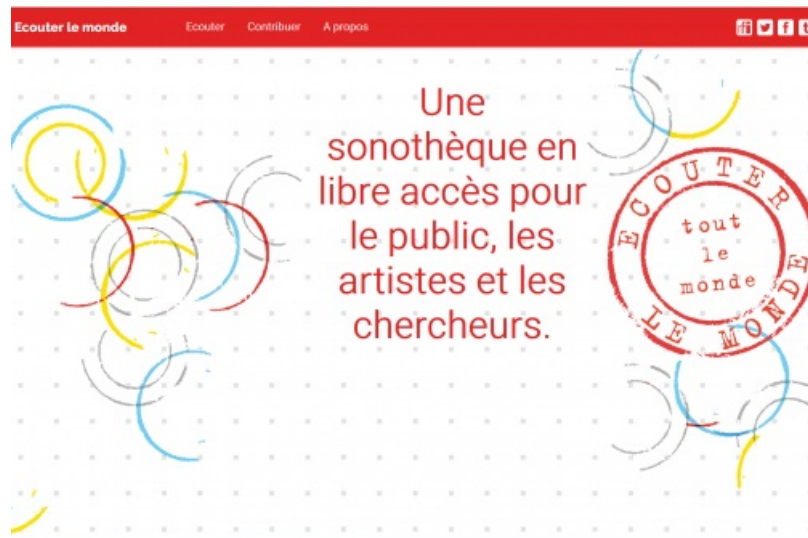 Ecouter le monde
Ecouter Contribuer A propos
Une
sonothèque en
libre accès pour
le public, les
artistes et les
chercheurs.
ECOUTER
tout
le
monde
LE MONDE